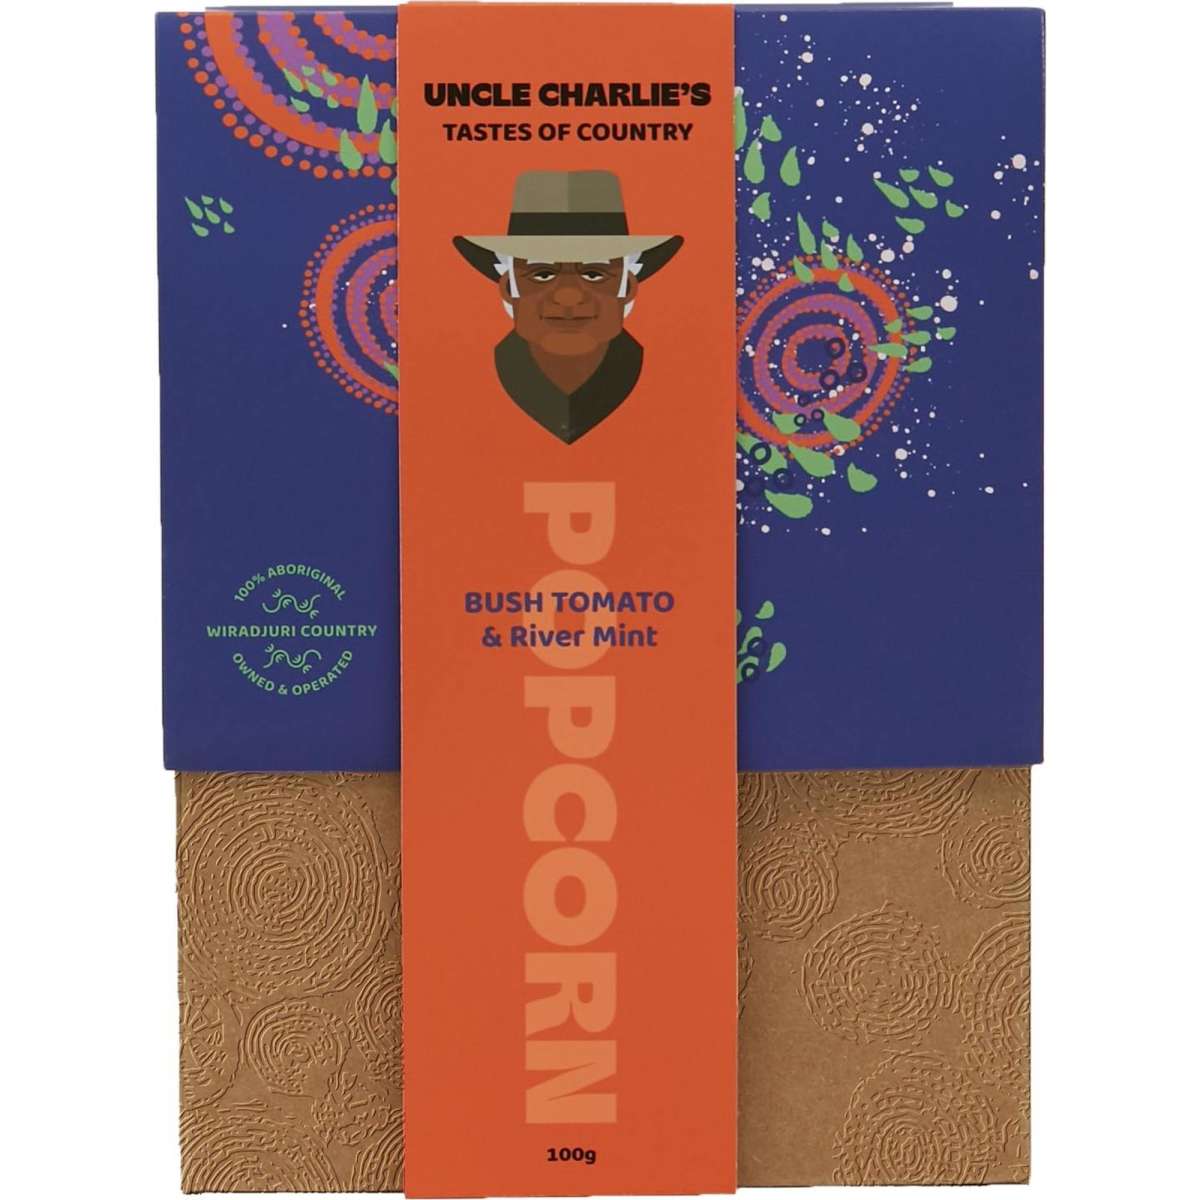 UNCLE CHARLIE'S
TASTES OF COUNTRY
POPCORN
BUSH TOMATO
& River Mint
100% ABORIGINAL
WIRADJURI COUNTRY
OWNED & OPERATED
100g